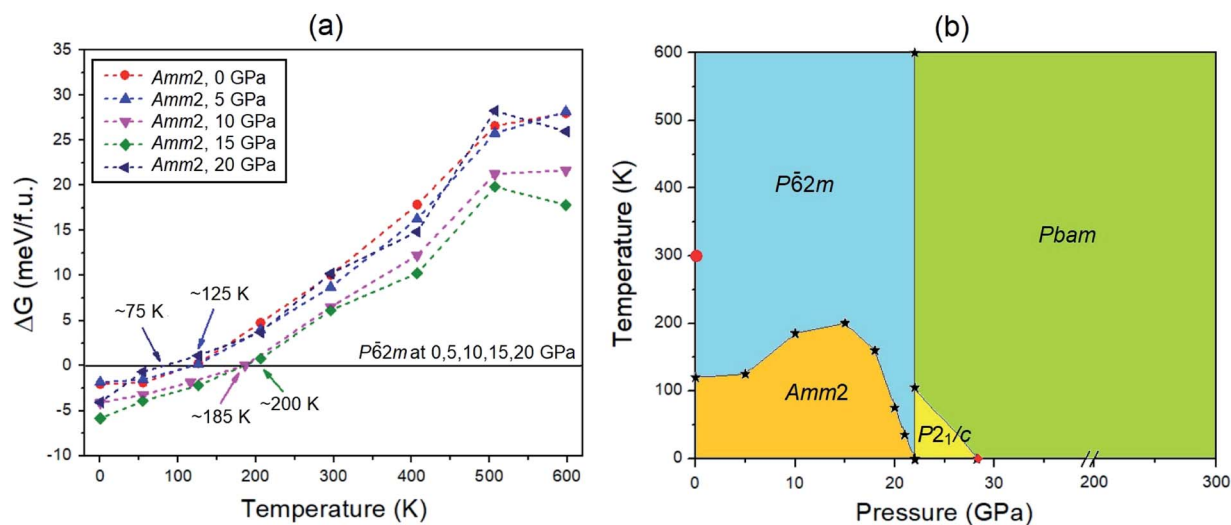 (a)
35
30
25
20
15
10
5
0
-5
-10
ΔG (meV/f.u.)
Amm2, 0 GPa
Amm2, 5 GPa
Amm2, 10 GPa
Amm2, 15 GPa
Amm2, 20 GPa
~75 K
~125 K
~185 K
~200 K
P6̄2m at 0,5,10,15,20 GPa
0 100 200 300 400 500 600
Temperature (K)
(b)
600
500
400
300
200
100
0
Temperature (K)
P6̄2m
Pbam
Amm2
P2₁/c
0 10 20 200 300
Pressure (GPa)